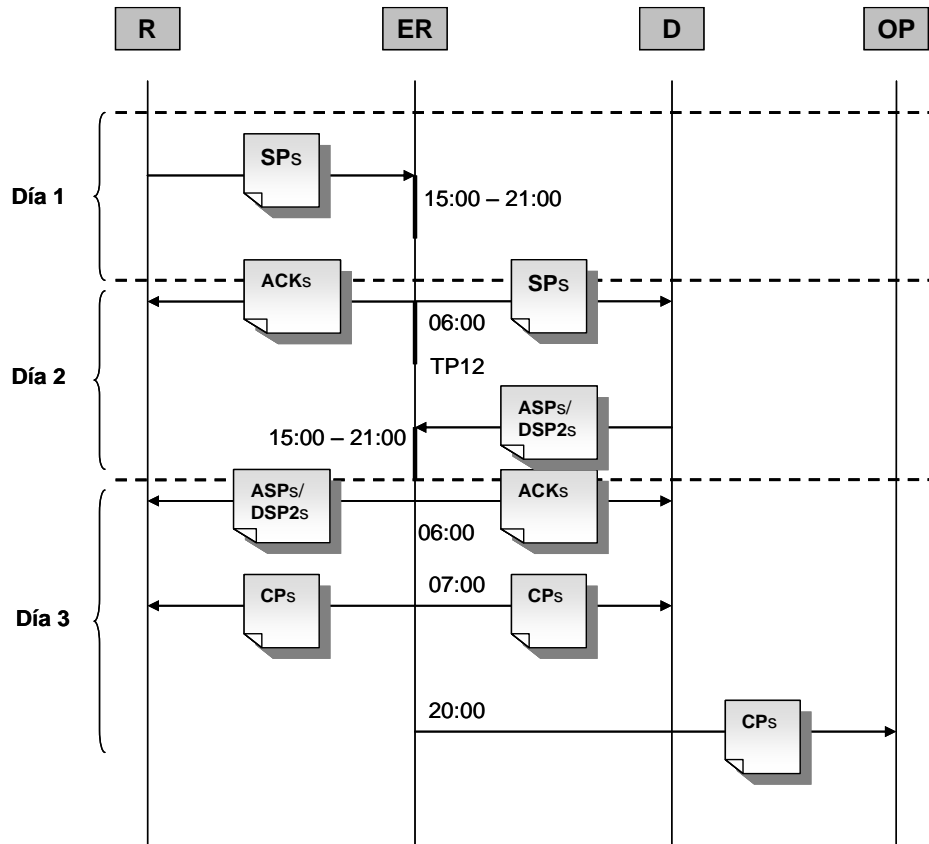 R
ER
D
OP
SPs
Día 1
15:00 – 21:00
ACKs
SPs
06:00
TP12
Día 2
ASPs/
DSP2s
15:00 – 21:00
ASPs/
DSP2s
ACKs
06:00
07:00
CPs
CPs
Día 3
20:00
CPs